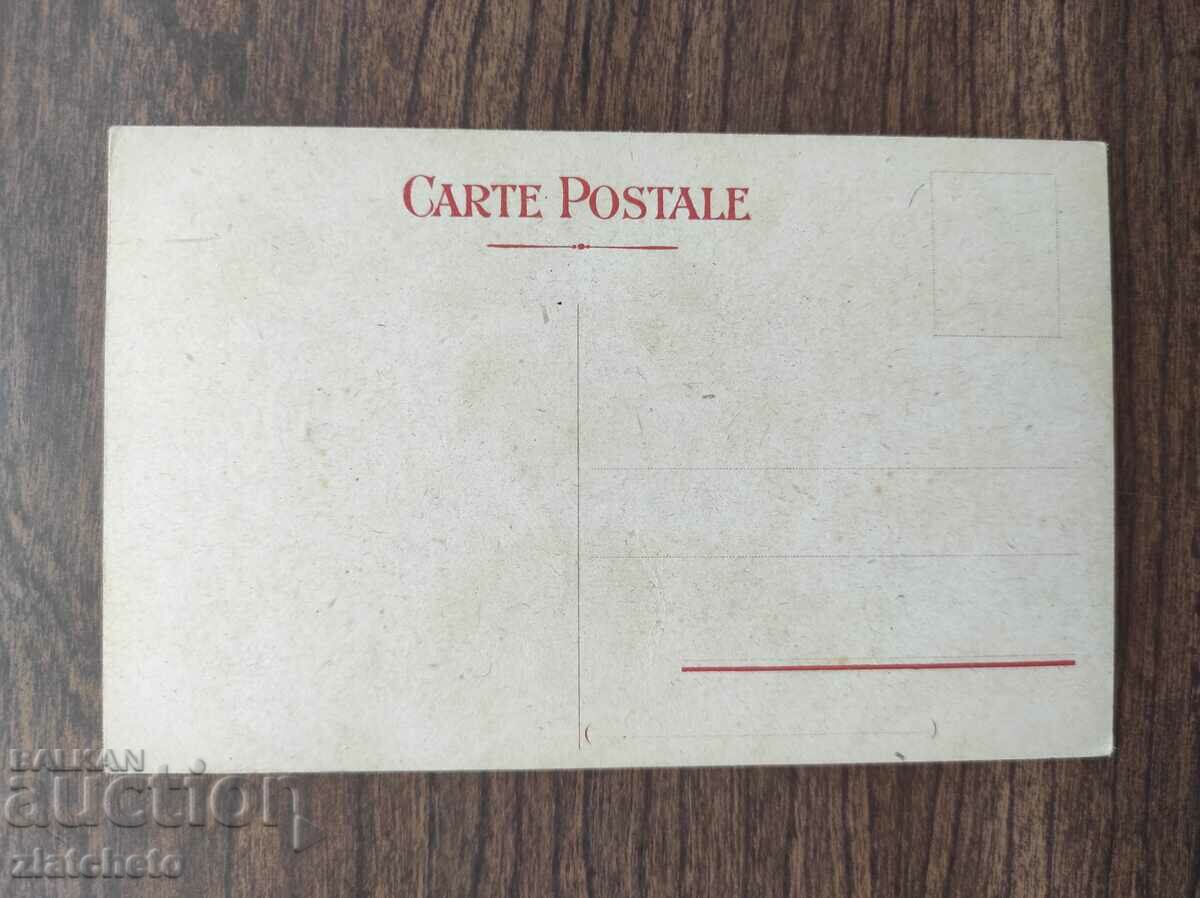 CARTE POSTALE
( )
BALKAN
auction
zlatcheto